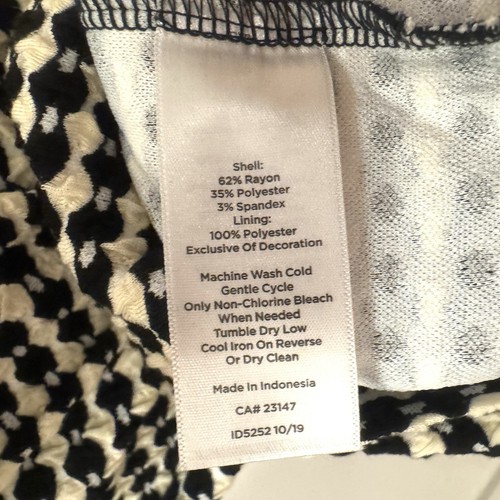 Shell:
62% Rayon
35% Polyester
3% Spandex
Lining:
100% Polyester
Exclusive Of Decoration
Machine Wash Cold
Gentle Cycle
Only Non-Chlorine Bleach
When Needed
Tumble Dry Low
Cool Iron On Reverse
Or Dry Clean
Made in Indonesia
CA# 23147
ID5252 10/19